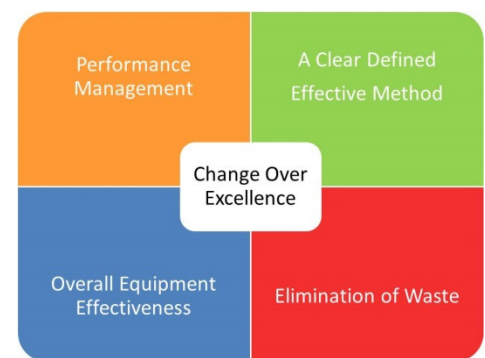 Performance
Management
A Clear Defined
Effective Method
Change Over
Excellence
Overall Equipment
Effectiveness
Elimination of Waste